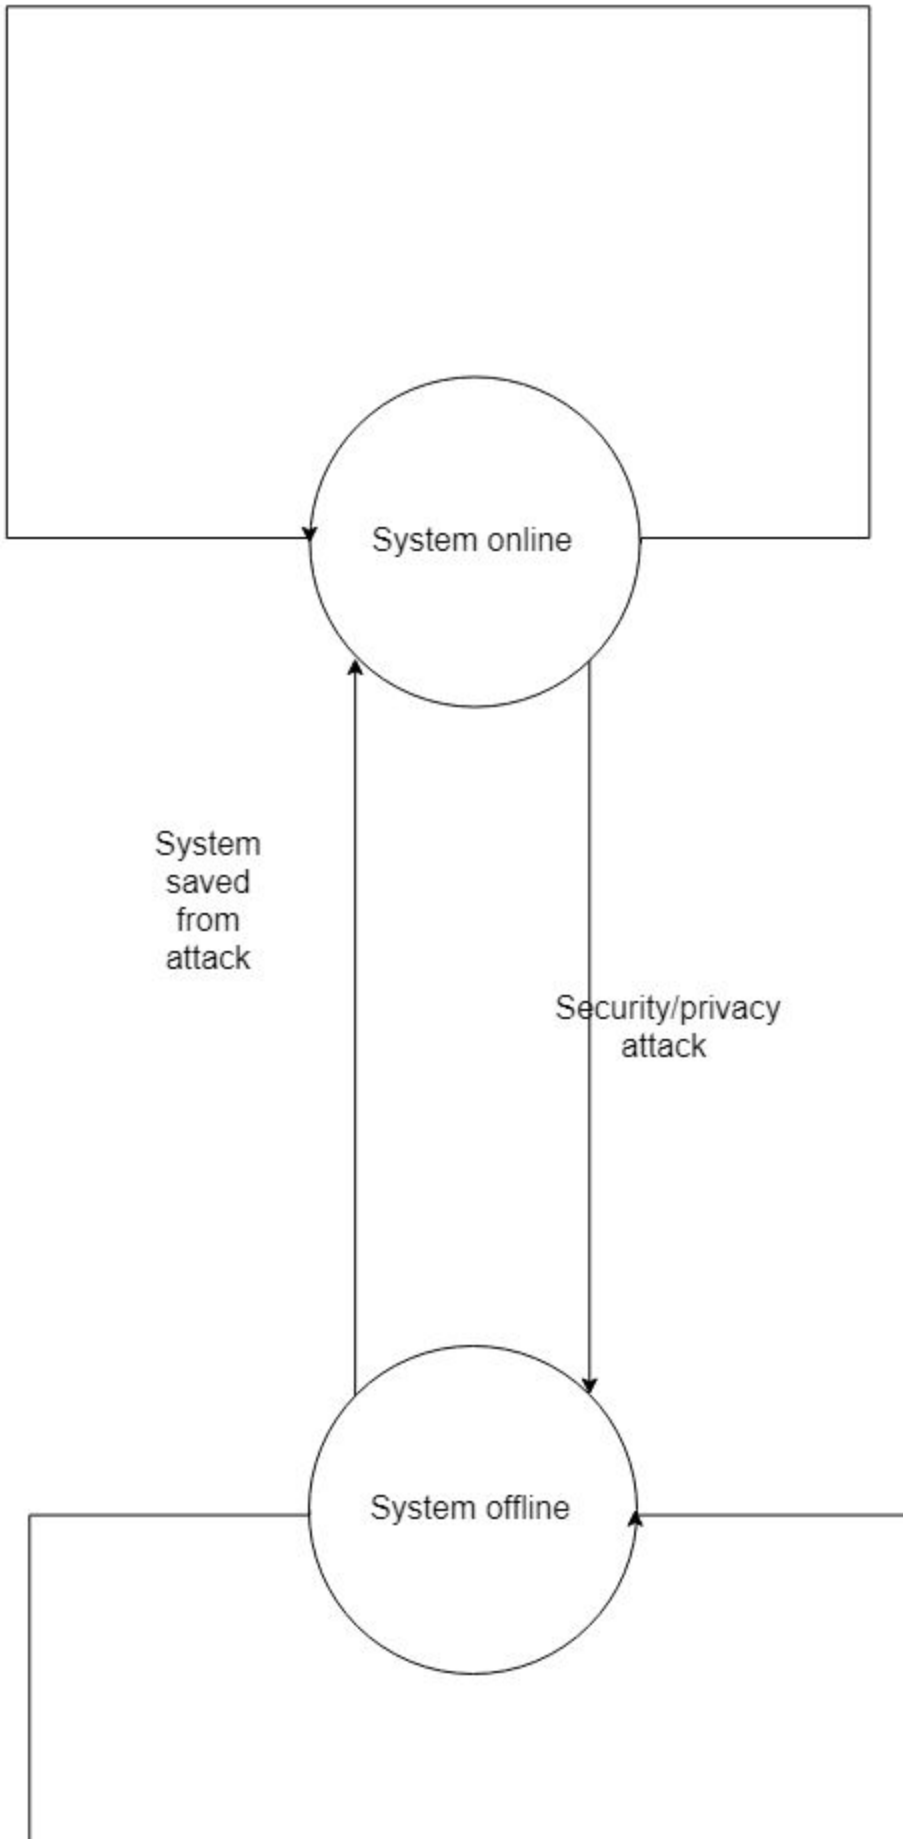 System online
System
saved
from
attack
Security/privacy
attack
System offline